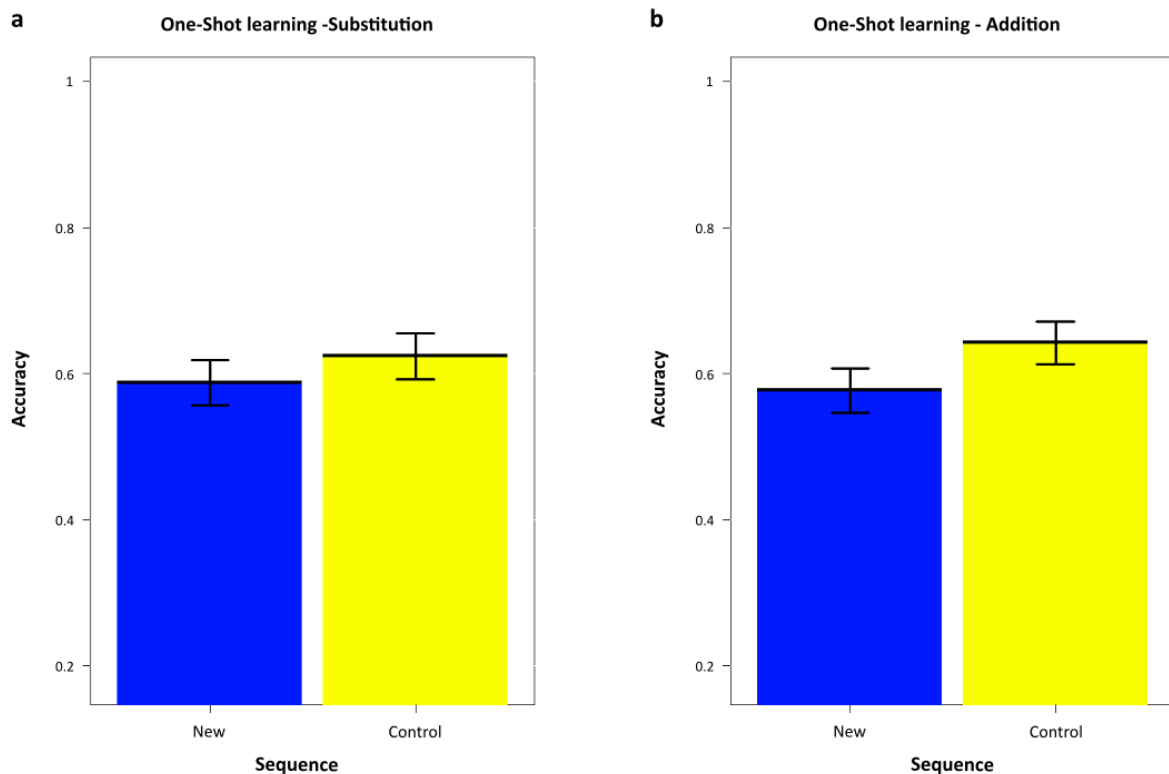 a
One-Shot learning -Substitution
1
0.8
0.6
0.4
0.2
Accuracy
New Control
Sequence
b
One-Shot learning - Addition
1
0.8
0.6
0.4
0.2
Accuracy
New Control
Sequence